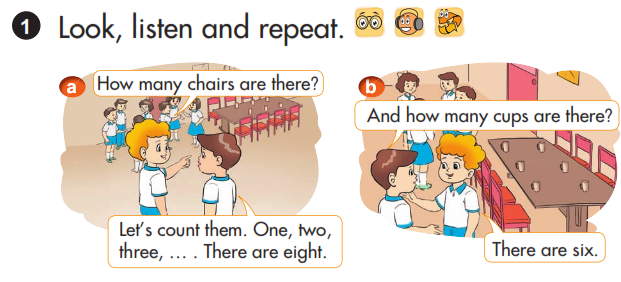 1 Look, listen and repeat.
a How many chairs are there?
Let's count them. One, two,
three, ... . There are eight.
b And how many cups are there?
There are six.